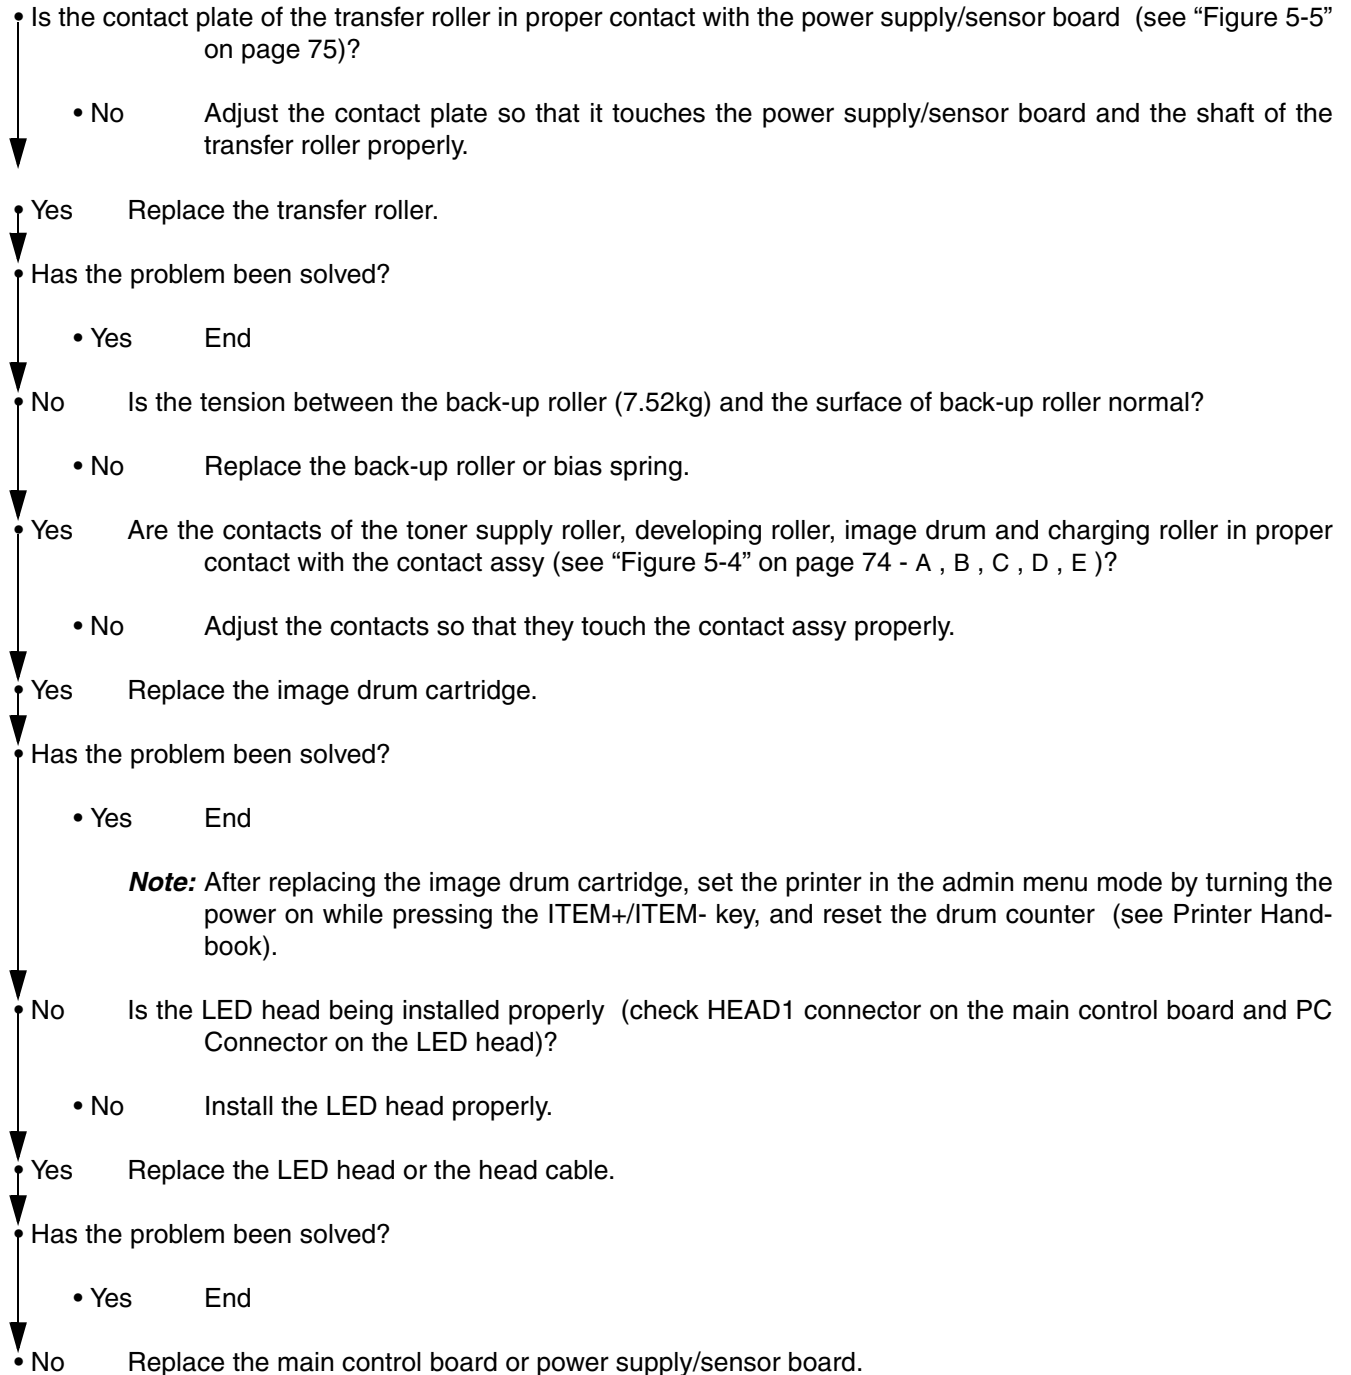 • Is the contact plate of the transfer roller in proper contact with the power supply/sensor board (see “Figure 5-5”
on page 75)?
• No Adjust the contact plate so that it touches the power supply/sensor board and the shaft of the
transfer roller properly.
• Yes Replace the transfer roller.
• Has the problem been solved?
• Yes End
• No Is the tension between the back-up roller (7.52kg) and the surface of back-up roller normal?
• No Replace the back-up roller or bias spring.
• Yes Are the contacts of the toner supply roller, developing roller, image drum and charging roller in proper
contact with the contact assy (see “Figure 5-4” on page 74 - A , B , C , D , E )?
• No Adjust the contacts so that they touch the contact assy properly.
• Yes Replace the image drum cartridge.
• Has the problem been solved?
• Yes End
Note: After replacing the image drum cartridge, set the printer in the admin menu mode by turning the
power on while pressing the ITEM+/ITEM- key, and reset the drum counter (see Printer Hand-
book).
• No Is the LED head being installed properly (check HEAD1 connector on the main control board and PC
Connector on the LED head)?
• No Install the LED head properly.
• Yes Replace the LED head or the head cable.
• Has the problem been solved?
• Yes End
• No Replace the main control board or power supply/sensor board.